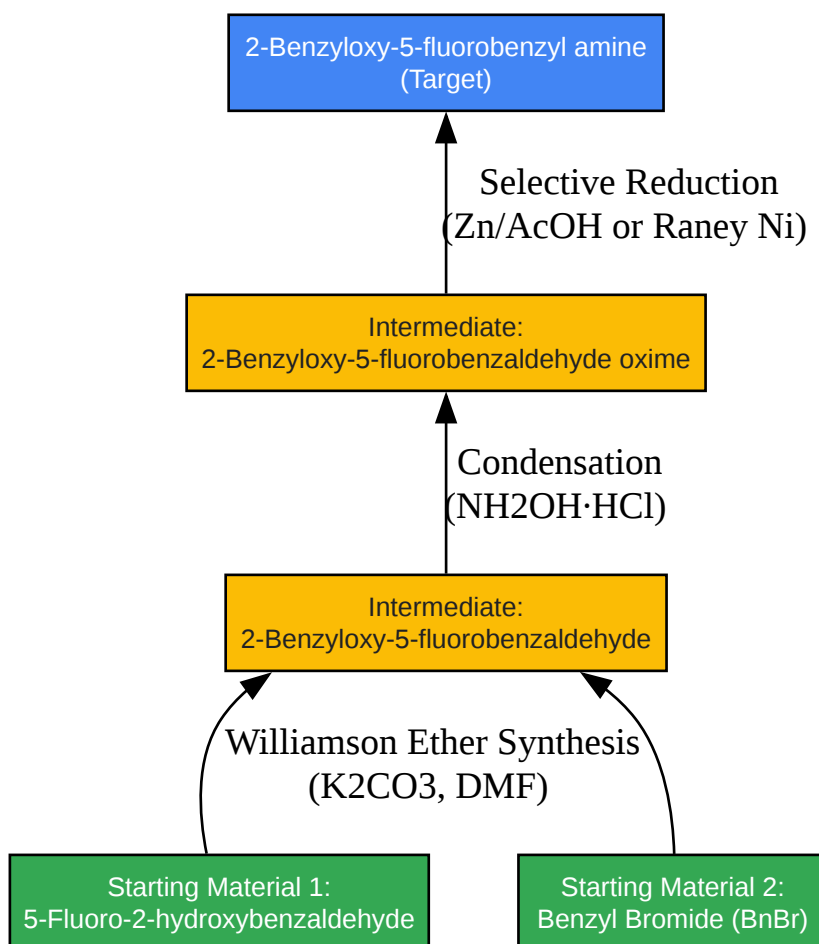 2-Benzyloxy-5-fluorobenzyl amine
(Target)
Selective Reduction
(Zn/AcOH or Raney Ni)
Intermediate:
2-Benzyloxy-5-fluorobenzaldehyde oxime
Condensation
(NH2OH·HCl)
Intermediate:
2-Benzyloxy-5-fluorobenzaldehyde
Williamson Ether Synthesis
(K2CO3, DMF)
Starting Material 1:
5-Fluoro-2-hydroxybenzaldehyde
Starting Material 2:
Benzyl Bromide (BnBr)